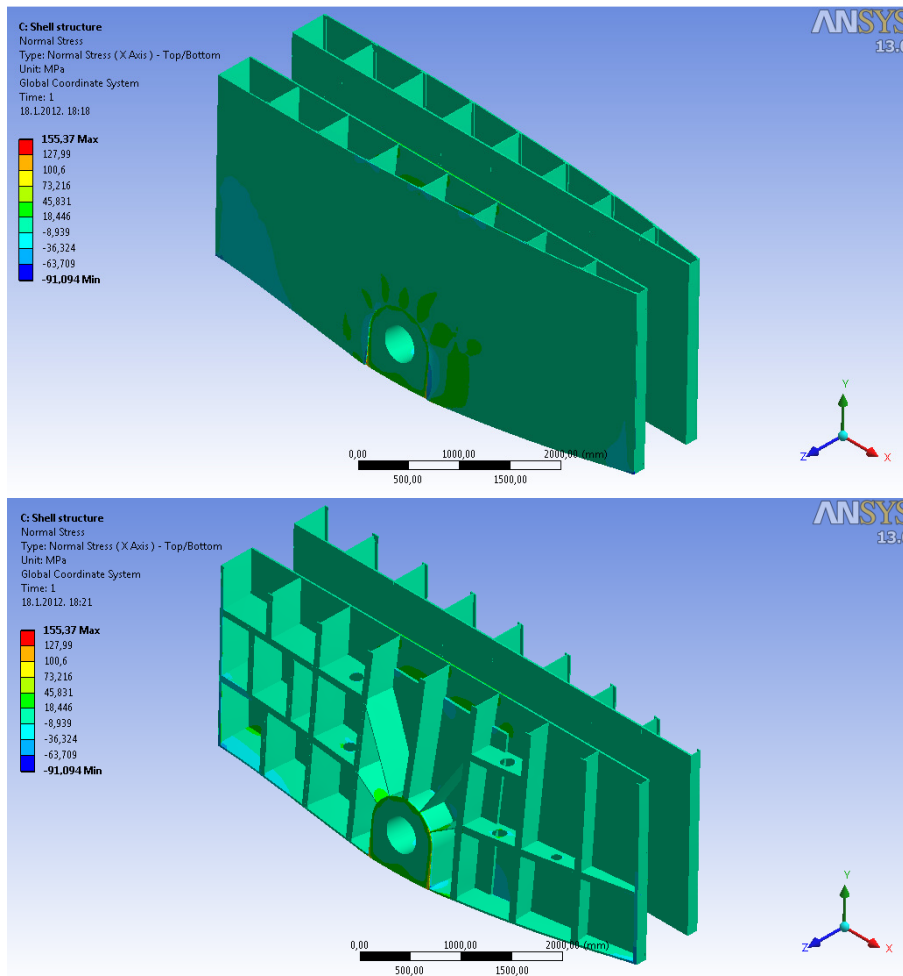 C: Shell structure
Normal Stress
Type: Normal Stress ( X Axis ) - Top/Bottom
Unit: MPa
Global Coordinate System
Time: 1
18.1.2012. 18:18
155,37 Max
127,99
100,6
73,216
45,831
18,446
-8,939
-36,324
-63,709
-91,094 Min
ANSYS
13.0
Y
Z
X
0,00 1000,00 2000,00 (mm)
500,00 1500,00
C: Shell structure
Normal Stress
Type: Normal Stress ( X Axis ) - Top/Bottom
Unit: MPa
Global Coordinate System
Time: 1
18.1.2012. 18:21
155,37 Max
127,99
100,6
73,216
45,831
18,446
-8,939
-36,324
-63,709
-91,094 Min
ANSYS
13.0
Y
Z
X
0,00 1000,00 2000,00 (mm)
500,00 1500,00